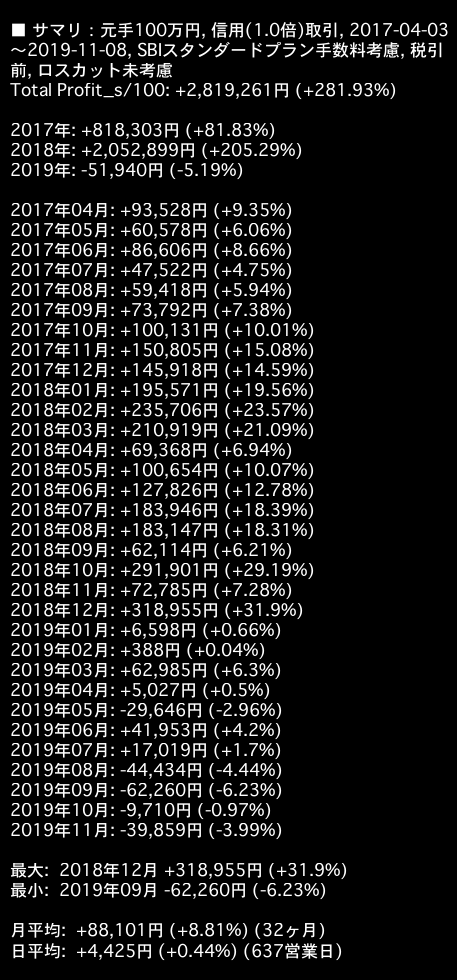 ■ サマリ：元手100万円, 信用(1.0倍)取引, 2017-04-03
～2019-11-08, SBIスタンダードプラン手数料考慮, 税引
前, ロスカット未考慮
Total Profit_s/100: +2,819,261円 (+281.93%)
2017年: +818,303円 (+81.83%)
2018年: +2,052,899円 (+205.29%)
2019年: -51,940円 (-5.19%)
2017年04月: +93,528円 (+9.35%)
2017年05月: +60,578円 (+6.06%)
2017年06月: +86,606円 (+8.66%)
2017年07月: +47,522円 (+4.75%)
2017年08月: +59,418円 (+5.94%)
2017年09月: +73,792円 (+7.38%)
2017年10月: +100,131円 (+10.01%)
2017年11月: +150,805円 (+15.08%)
2017年12月: +145,918円 (+14.59%)
2018年01月: +195,571円 (+19.56%)
2018年02月: +235,706円 (+23.57%)
2018年03月: +210,919円 (+21.09%)
2018年04月: +69,368円 (+6.94%)
2018年05月: +100,654円 (+10.07%)
2018年06月: +127,826円 (+12.78%)
2018年07月: +183,946円 (+18.39%)
2018年08月: +183,147円 (+18.31%)
2018年09月: +62,114円 (+6.21%)
2018年10月: +291,901円 (+29.19%)
2018年11月: +72,785円 (+7.28%)
2018年12月: +318,955円 (+31.9%)
2019年01月: +6,598円 (+0.66%)
2019年02月: +388円 (+0.04%)
2019年03月: +62,985円 (+6.3%)
2019年04月: +5,027円 (+0.5%)
2019年05月: -29,646円 (-2.96%)
2019年06月: +41,953円 (+4.2%)
2019年07月: +17,019円 (+1.7%)
2019年08月: -44,434円 (-4.44%)
2019年09月: -62,260円 (-6.23%)
2019年10月: -9,710円 (-0.97%)
2019年11月: -39,859円 (-3.99%)
最大: 2018年12月 +318,955円 (+31.9%)
最小: 2019年09月 -62,260円 (-6.23%)
月平均: +88,101円 (+8.81%) (32ヶ月)
日平均: +4,425円 (+0.44%) (637営業日)